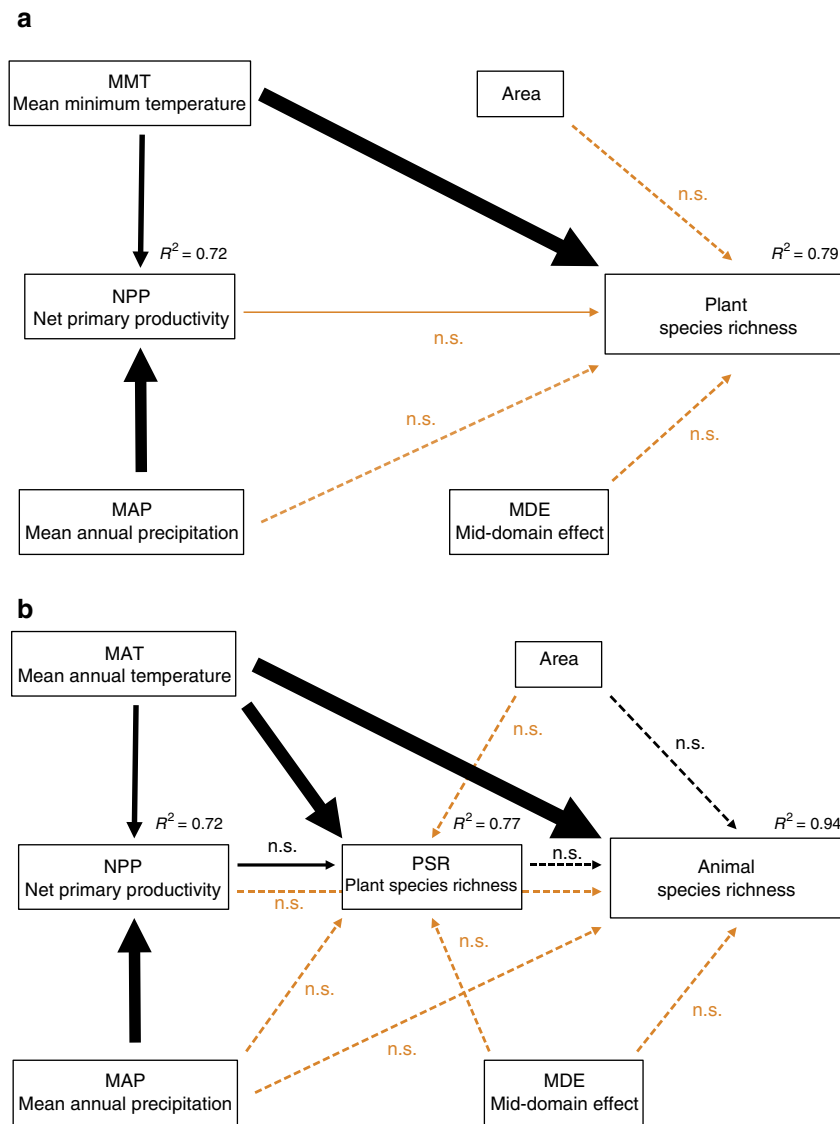 a
MMT
Mean minimum temperature
Area
n.s.
R² = 0.72
R² = 0.79
NPP
Net primary productivity
Plant
species richness
n.s.
n.s.
n.s.
MAP
Mean annual precipitation
MDE
Mid-domain effect
b
MAT
Mean annual temperature
Area
n.s.
n.s.
R² = 0.72
R² = 0.77
R² = 0.94
n.s.
n.s.
NPP
Net primary productivity
PSR
Plant species richness
Animal
species richness
n.s.
n.s.
n.s.
n.s.
n.s.
MAP
Mean annual precipitation
MDE
Mid-domain effect